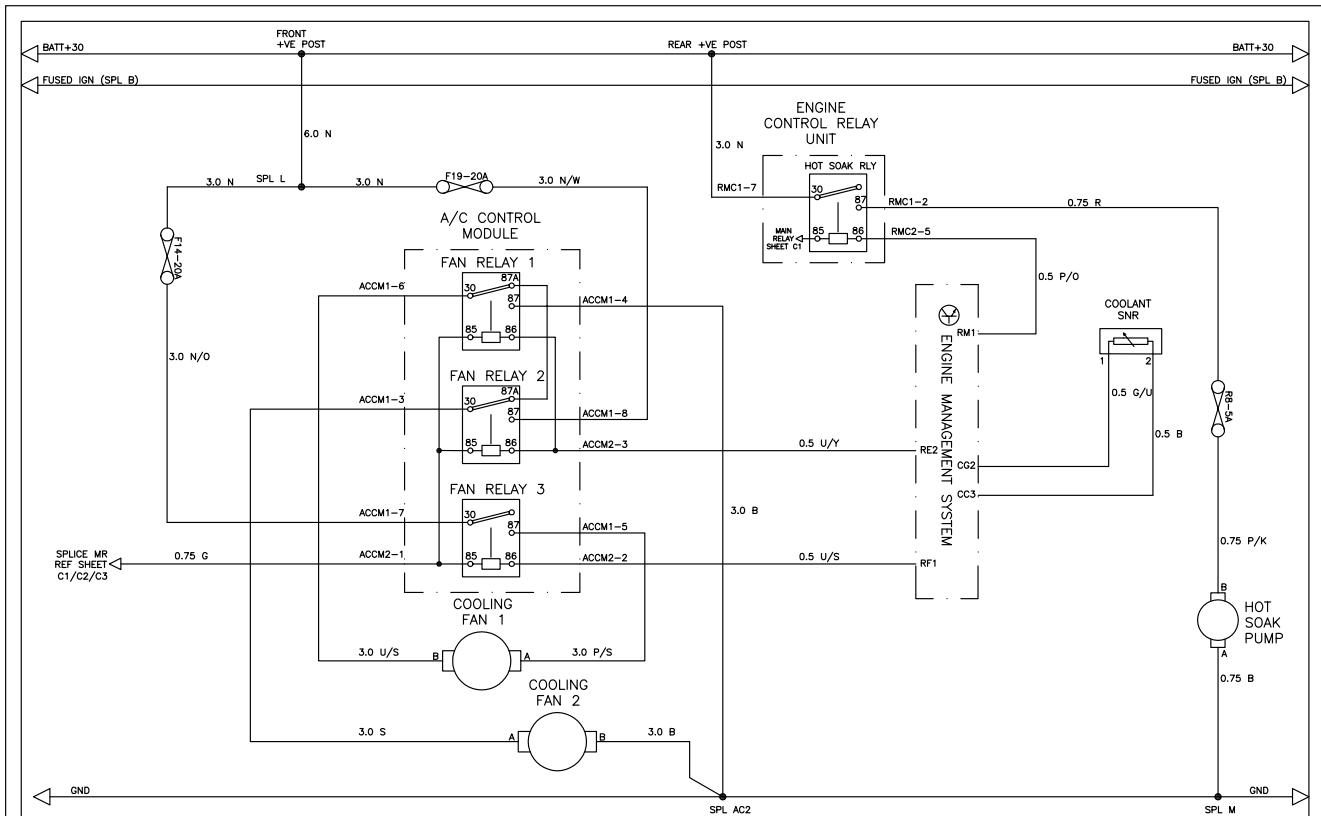 FRONT
+VE POST
REAR +VE POST
BATT+30
BATT+30
FUSED IGN (SPL B)
FUSED IGN (SPL B)
6.0 N
3.0 N
ENGINE
CONTROL RELAY
UNIT
HOT SOAK RLY
3.0 N
SPL L
3.0 N
F19-20A
3.0 N/W
RMC1-7
30
87
RMC1-2
0.75 R
A/C CONTROL
MODULE
F14-20A
MAIN
RELAY
SHEET C1
85
86
RMC2-5
0.5 P/O
FAN RELAY 1
ACCM1-6
30
87A
87
ACCM1-4
85
86
COOLANT
SNR
1
2
RM1
ENGINE MANAGEMENT SYSTEM
3.0 N/O
FAN RELAY 2
ACCM1-3
30
87A
87
ACCM1-8
85
86
ACCM2-3
0.5 U/Y
RE2
0.5 G/U
0.5 B
R8-5A
CG2
CC3
FAN RELAY 3
ACCM1-7
30
87
ACCM1-5
3.0 B
SPLICE MR
REF SHEET
C1/C2/C3
0.75 G
ACCM2-1
85
86
ACCM2-2
0.5 U/S
RF1
0.75 P/K
COOLING
FAN 1
3.0 U/S
B
A
3.0 P/S
B
HOT
SOAK
PUMP
A
0.75 B
COOLING
FAN 2
3.0 S
A
B
3.0 B
GND
GND
SPL AC2
SPL M